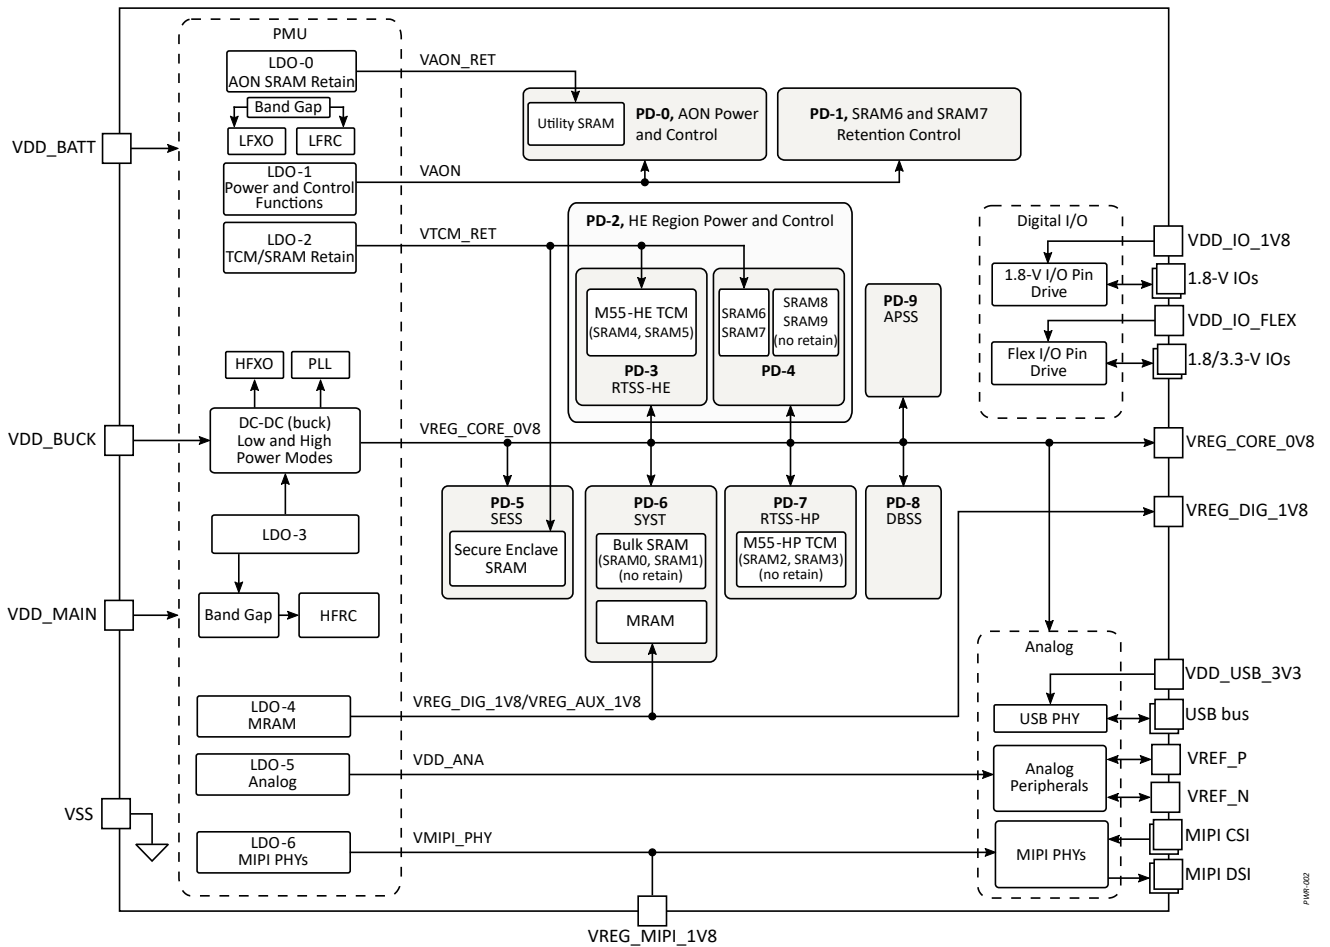 PMU
LDO-0
AON SRAM Retain
Band Gap
LFXO
LFRC
LDO-1
Power and Control
Functions
LDO-2
TCM/SRAM Retain
HFXO
PLL
DC-DC (buck)
Low and High
Power Modes
LDO-3
Band Gap
HFRC
LDO-4
MRAM
LDO-5
Analog
LDO-6
MIPI PHYs
VDD_BATT
VDD_BUCK
VDD_MAIN
VSS
VAON_RET
VAON
VTCM_RET
VREG_CORE_0V8
VREG_DIG_1V8/VREG_AUX_1V8
VDD_ANA
VMIPI_PHY
Utility SRAM
PD-0, AON Power
and Control
PD-1, SRAM6 and SRAM7
Retention Control
PD-2, HE Region Power and Control
M55-HE TCM
(SRAM4, SRAM5)
PD-3
RTSS-HE
SRAM6
SRAM7
SRAM8
SRAM9
(no retain)
PD-4
PD-9
APSS
PD-5
SESS
Secure Enclave
SRAM
PD-6
SYST
Bulk SRAM
(SRAM0, SRAM1)
(no retain)
MRAM
PD-7
RTSS-HP
M55-HP TCM
(SRAM2, SRAM3)
(no retain)
PD-8
DBSS
Digital I/O
1.8-V I/O Pin
Drive
Flex I/O Pin
Drive
Analog
USB PHY
Analog
Peripherals
MIPI PHYs
VDD_IO_1V8
1.8-V IOs
VDD_IO_FLEX
1.8/3.3-V IOs
VREG_CORE_0V8
VREG_DIG_1V8
VDD_USB_3V3
USB bus
VREF_P
VREF_N
MIPI CSI
MIPI DSI
VREG_MIPI_1V8
PWR-002